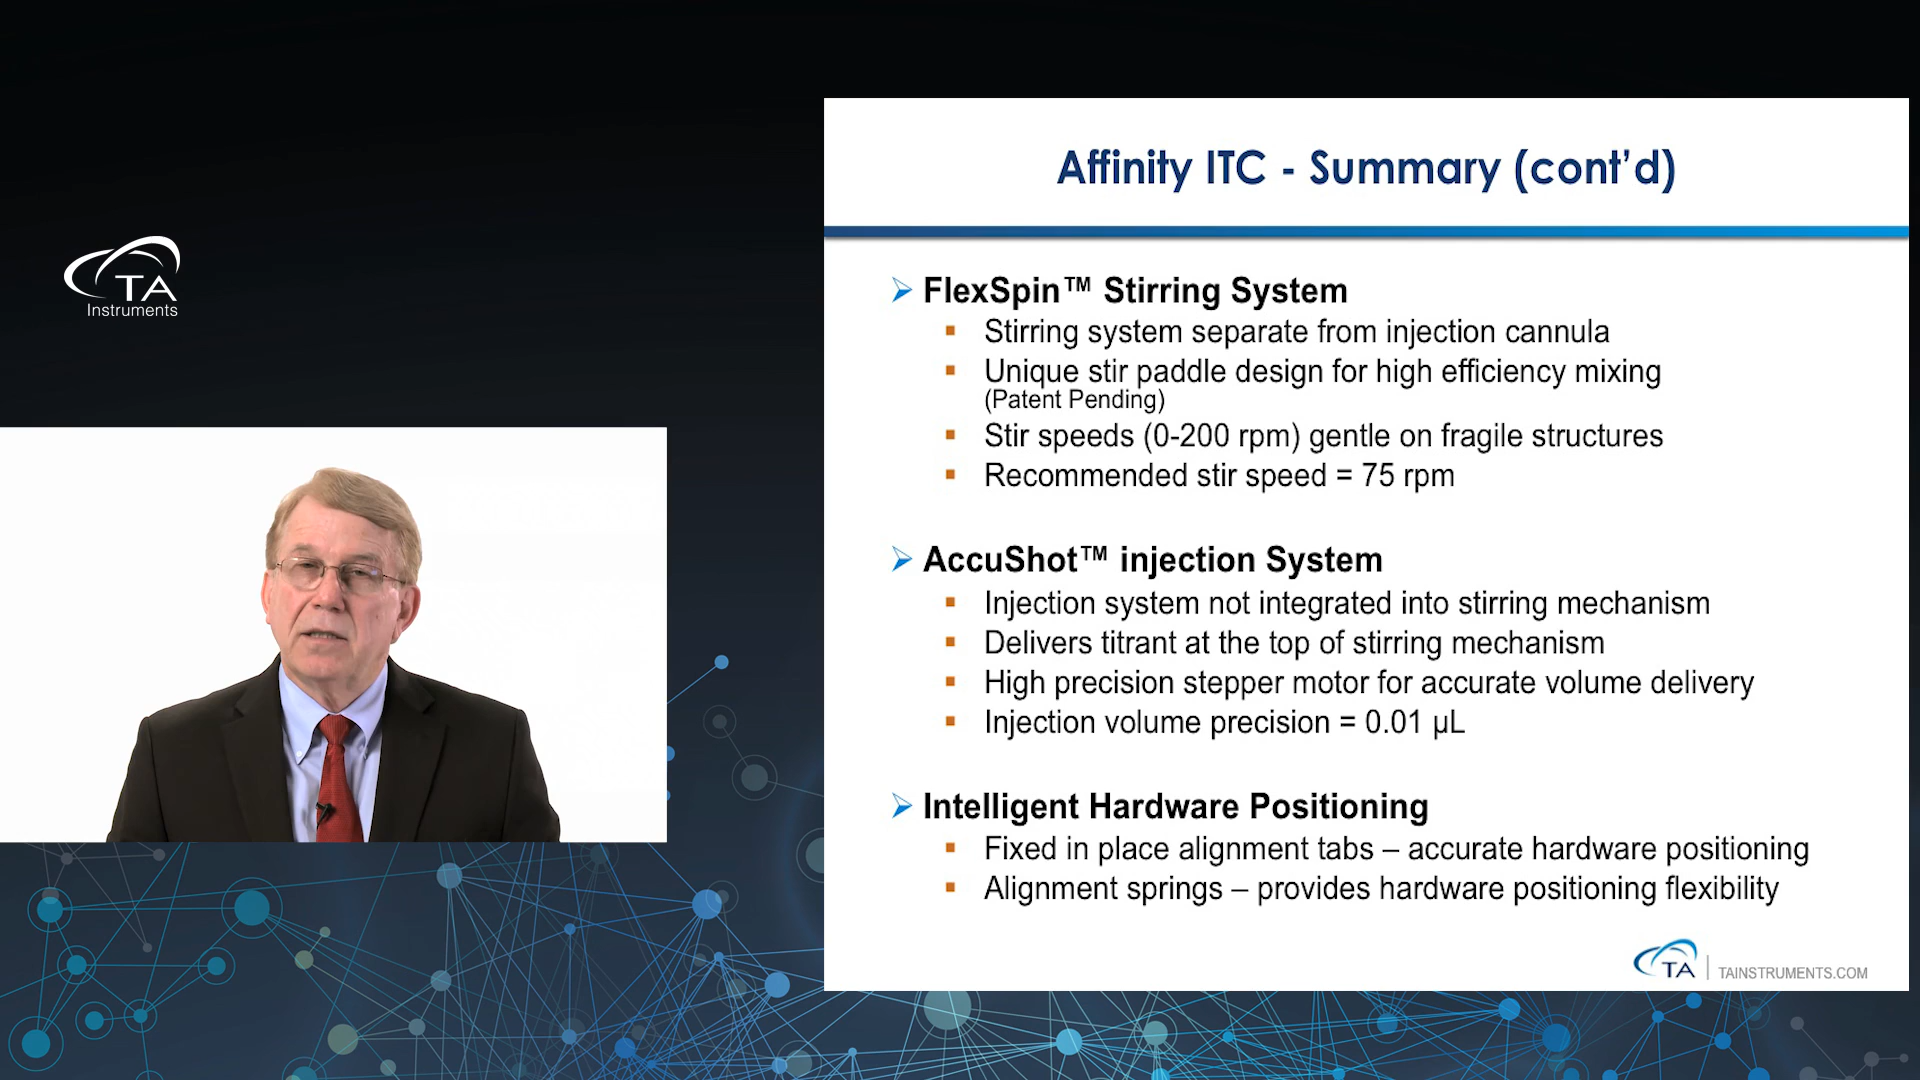 TA
Instruments
Affinity ITC - Summary (cont’d)
FlexSpin™ Stirring System
Stirring system separate from injection cannula
Unique stir paddle design for high efficiency mixing
(Patent Pending)
Stir speeds (0-200 rpm) gentle on fragile structures
Recommended stir speed = 75 rpm
AccuShot™ injection System
Injection system not integrated into stirring mechanism
Delivers titrant at the top of stirring mechanism
High precision stepper motor for accurate volume delivery
Injection volume precision = 0.01 µL
Intelligent Hardware Positioning
Fixed in place alignment tabs – accurate hardware positioning
Alignment springs – provides hardware positioning flexibility
TA | TAINSTRUMENTS.COM